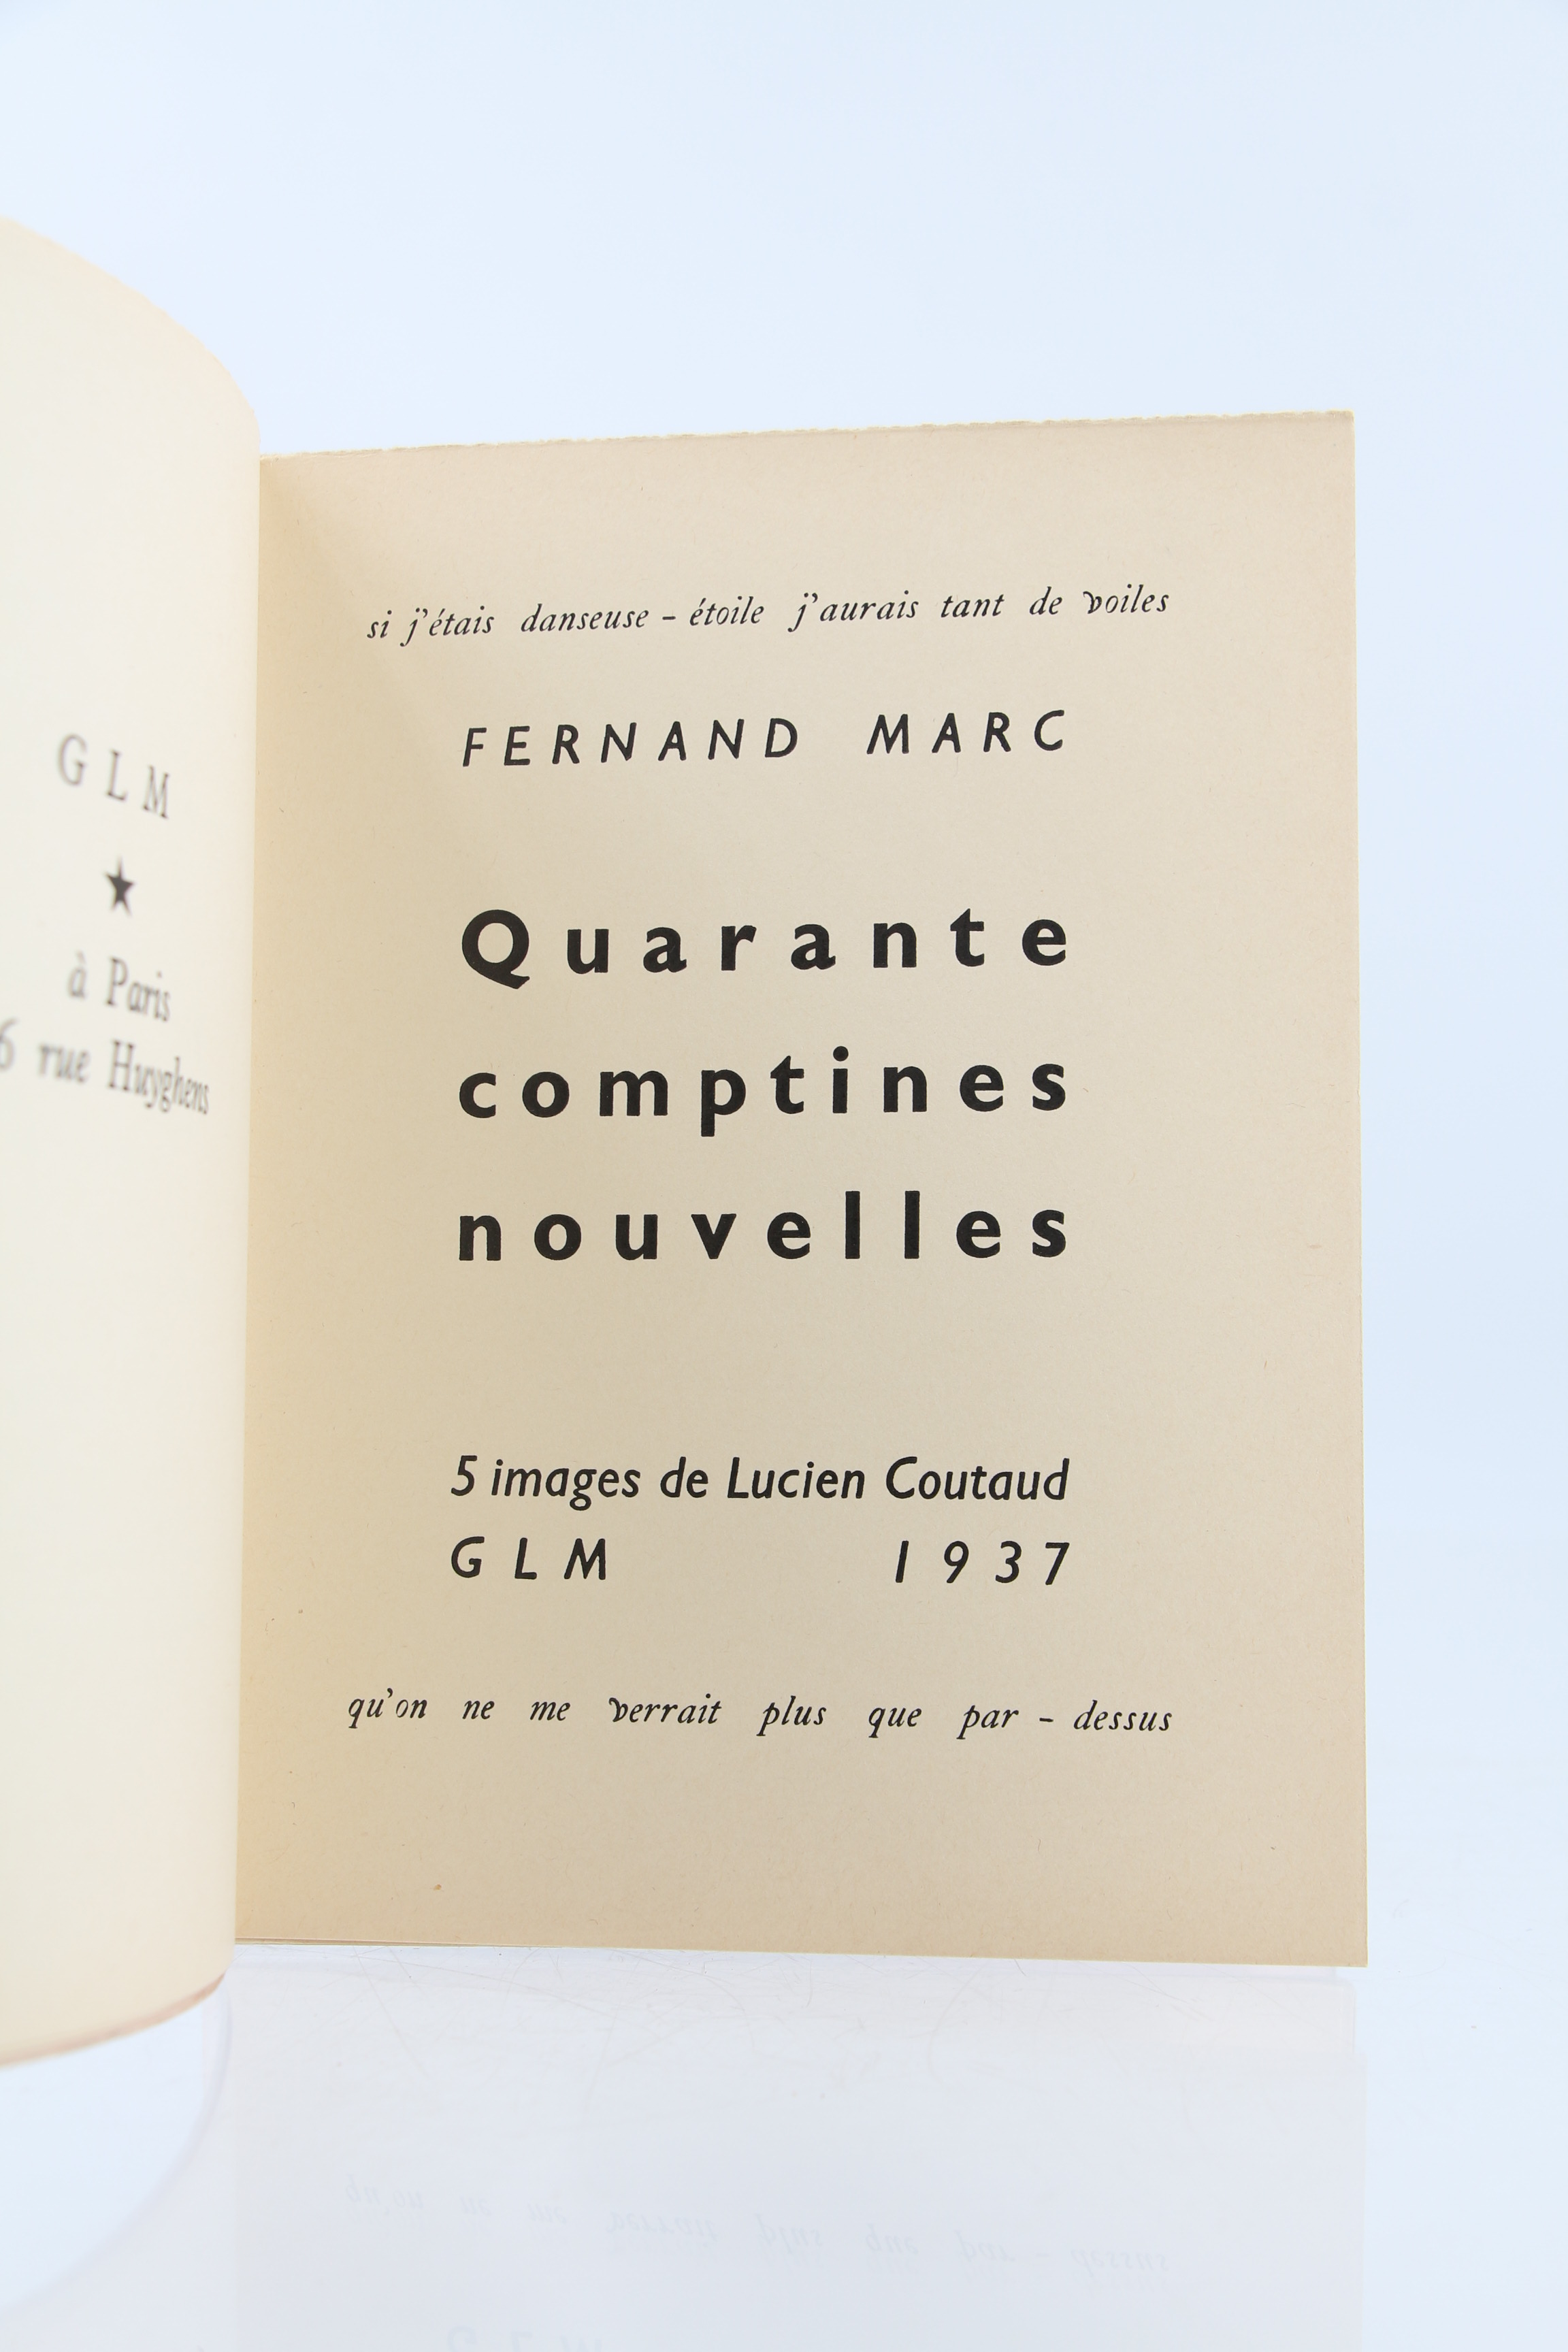 G L M
à Paris
6 rue Huyghens
si j'étais danseuse - étoile j'aurais tant de voiles
FERNAND MARC
Quarante
comptines
nouvelles
5 images de Lucien Coutaud
GLM 1937
qu'on ne me verrait plus que par - dessus